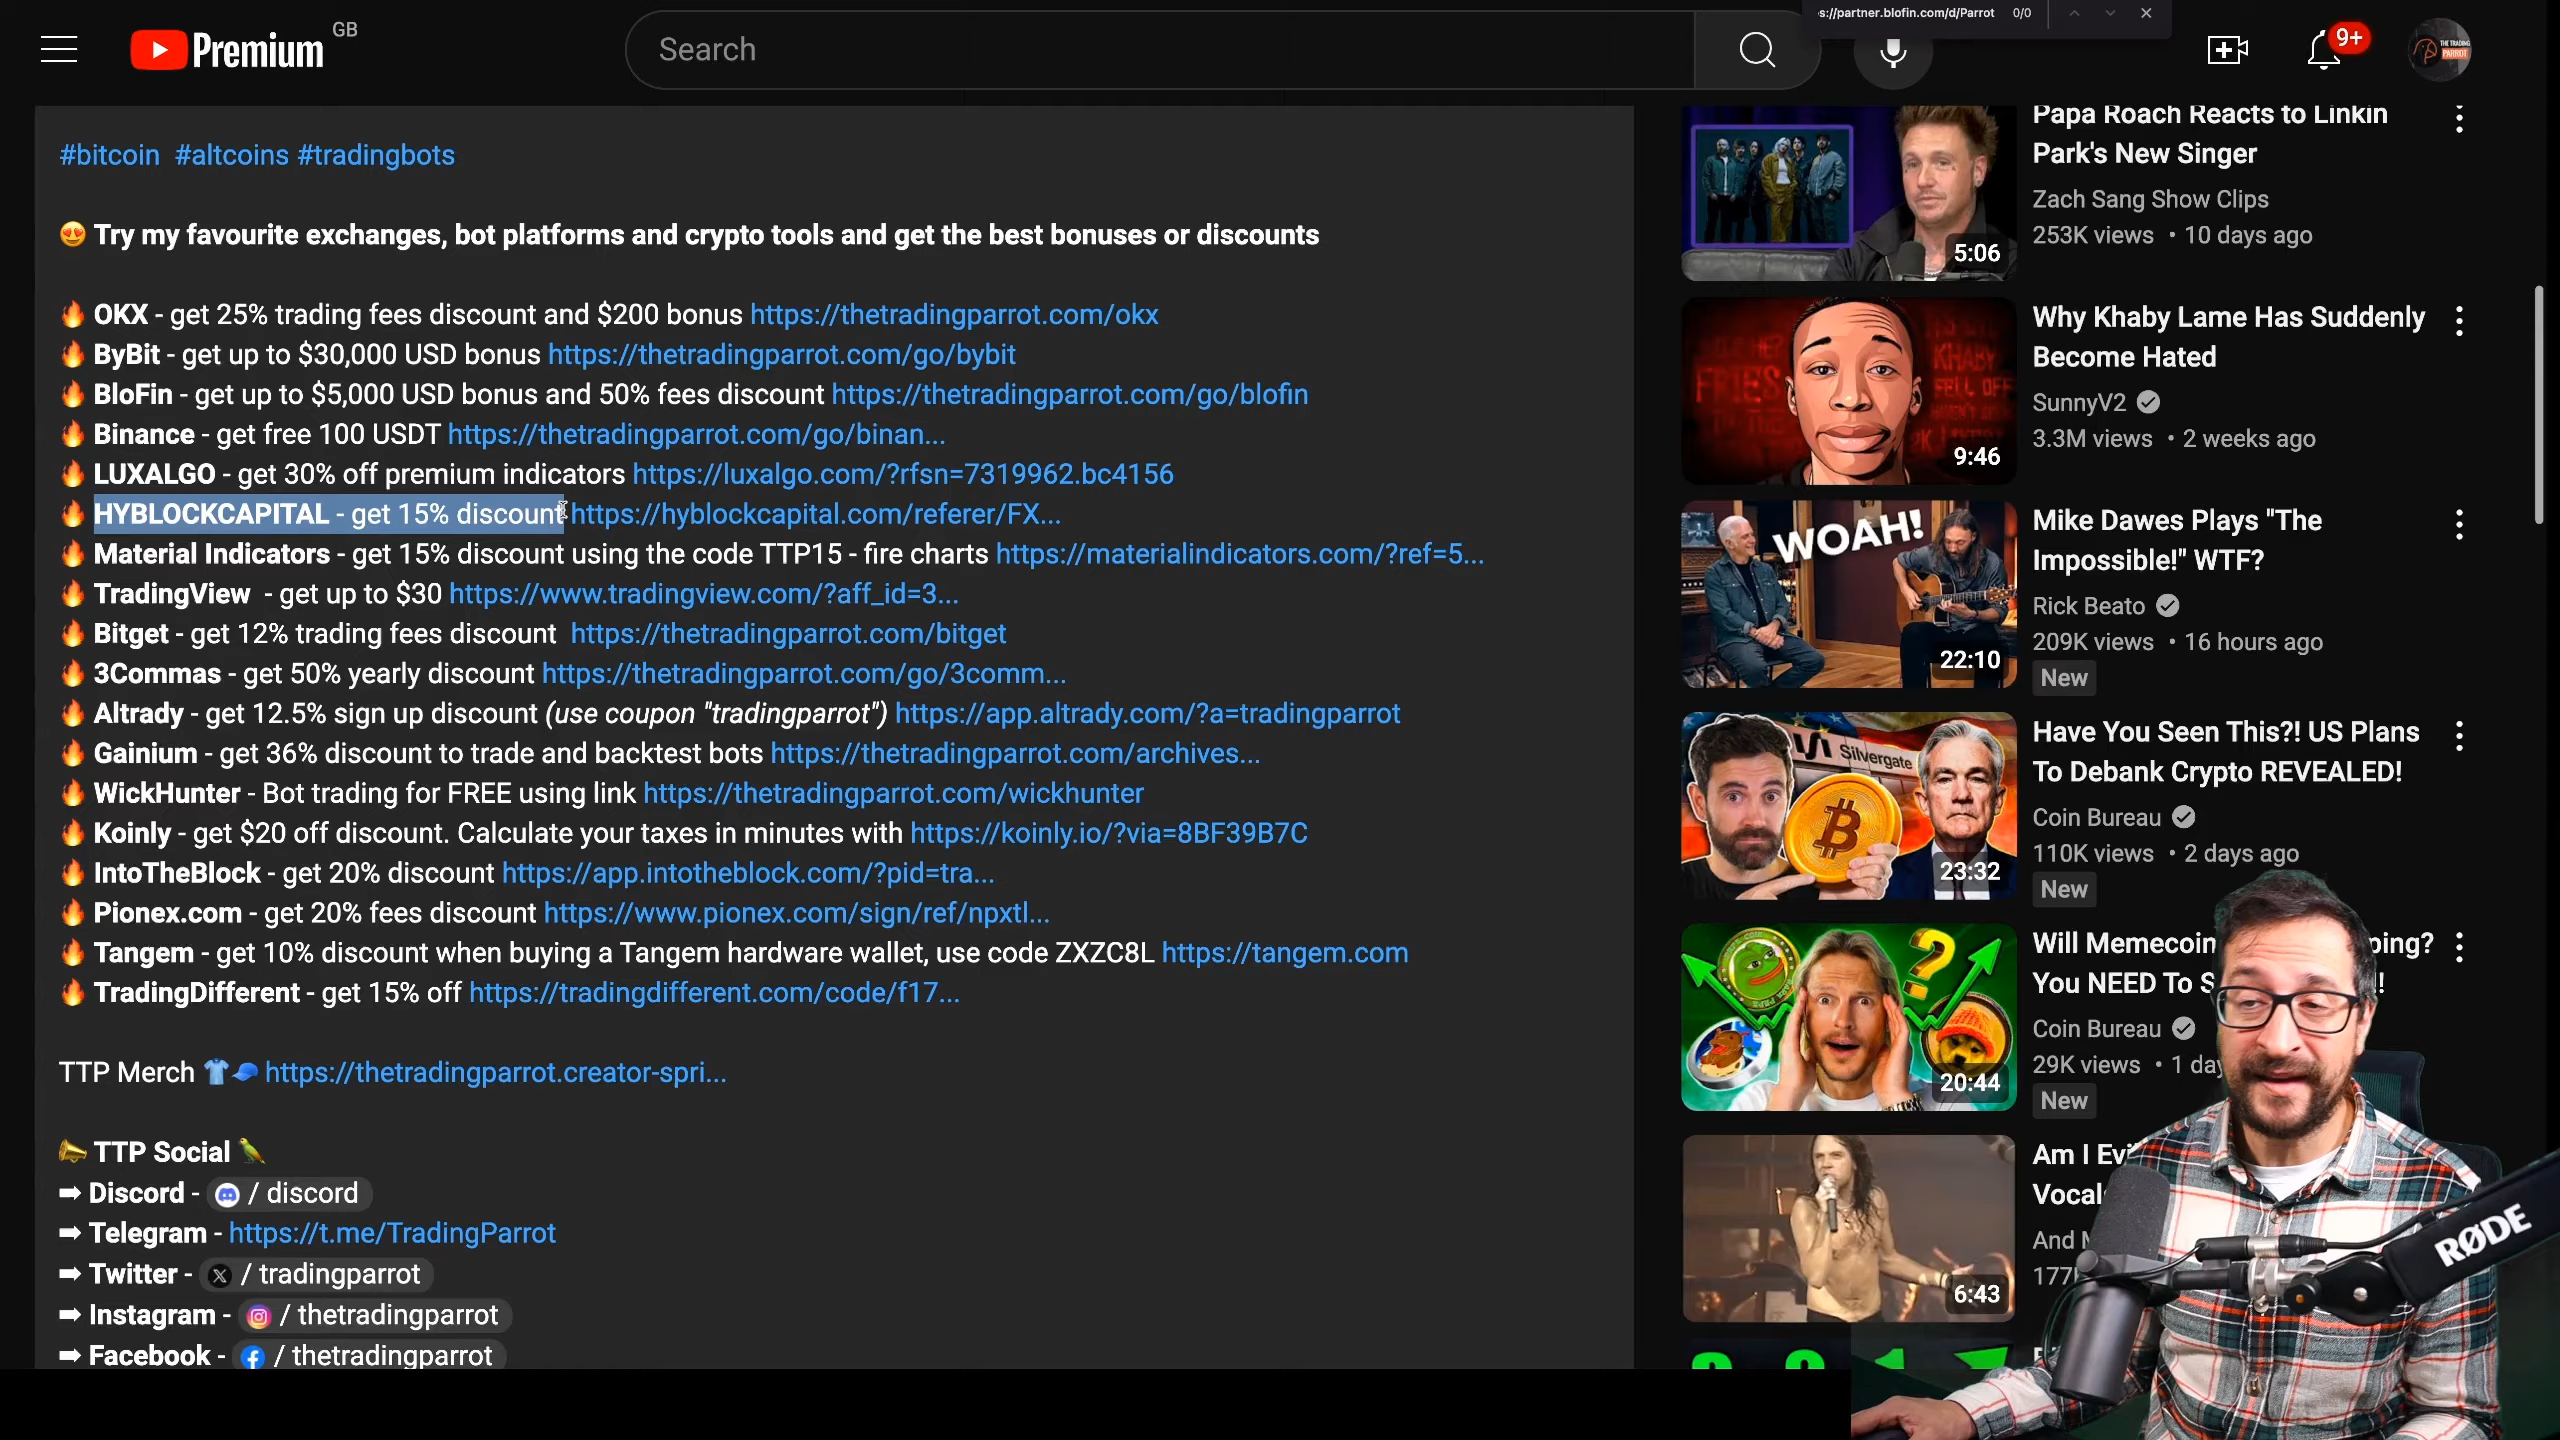 Premium GB
Search
s://partner.blofin.com/d/Parrot 0/0
9+
THE TRADING
PARROT
#bitcoin #altcoins #tradingbots
😍 Try my favourite exchanges, bot platforms and crypto tools and get the best bonuses or discounts
🔥 OKX - get 25% trading fees discount and $200 bonus https://thetradingparrot.com/okx
🔥 ByBit - get up to $30,000 USD bonus https://thetradingparrot.com/go/bybit
🔥 BloFin - get up to $5,000 USD bonus and 50% fees discount https://thetradingparrot.com/go/blofin
🔥 Binance - get free 100 USDT https://thetradingparrot.com/go/binan...
🔥 LUXALGO - get 30% off premium indicators https://luxalgo.com/?rfsn=7319962.bc4156
🔥 HYBLOCKCAPITAL - get 15% discount https://hyblockcapital.com/referer/FX...
🔥 Material Indicators - get 15% discount using the code TTP15 - fire charts https://materialindicators.com/?ref=5...
🔥 TradingView - get up to $30 https://www.tradingview.com/?aff_id=3...
🔥 Bitget - get 12% trading fees discount https://thetradingparrot.com/bitget
🔥 3Commas - get 50% yearly discount https://thetradingparrot.com/go/3comm...
🔥 Altrady - get 12.5% sign up discount (use coupon "tradingparrot") https://app.altrady.com/?a=tradingparrot
🔥 Gainium - get 36% discount to trade and backtest bots https://thetradingparrot.com/archives...
🔥 WickHunter - Bot trading for FREE using link https://thetradingparrot.com/wickhunter
🔥 Koinly - get $20 off discount. Calculate your taxes in minutes with https://koinly.io/?via=8BF39B7C
🔥 IntoTheBlock - get 20% discount https://app.intotheblock.com/?pid=tra...
🔥 Pionex.com - get 20% fees discount https://www.pionex.com/sign/ref/npxtl...
🔥 Tangem - get 10% discount when buying a Tangem hardware wallet, use code ZXZC8L https://tangem.com
🔥 TradingDifferent - get 15% off https://tradingdifferent.com/code/f17...
TTP Merch 👕🧢 https://thetradingparrot.creator-spri...
📣 TTP Social 🦜
➡ Discord - / discord
➡ Telegram - https://t.me/TradingParrot
➡ Twitter - / tradingparrot
➡ Instagram - / thetradingparrot
➡ Facebook - / thetradingparrot
5:06
Papa Roach Reacts to Linkin
Park's New Singer
Zach Sang Show Clips
253K views • 10 days ago
FRIES
KHABY
FELL OFF
9:46
Why Khaby Lame Has Suddenly
Become Hated
SunnyV2
3.3M views • 2 weeks ago
WOAH!
22:10
Mike Dawes Plays "The
Impossible!" WTF?
Rick Beato
209K views • 16 hours ago
New
Silvergate
23:32
Have You Seen This?! US Plans
To Debank Crypto REVEALED!
Coin Bureau
110K views • 2 days ago
New
20:44
Will Memecoin
You NEED To
Coin Bureau
29K views • 1 day
New
6:43
Am I
And
RØDE